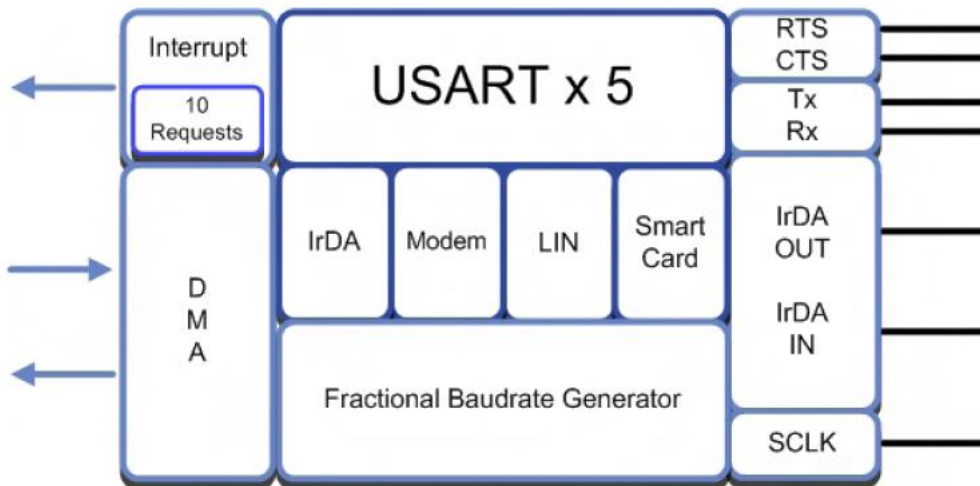 Interrupt
10
Requests
USART x 5
RTS
CTS
Tx
Rx
IrDA
Modem
LIN
Smart
Card
IrDA
OUT
IrDA
IN
D
M
A
Fractional Baudrate Generator
SCLK